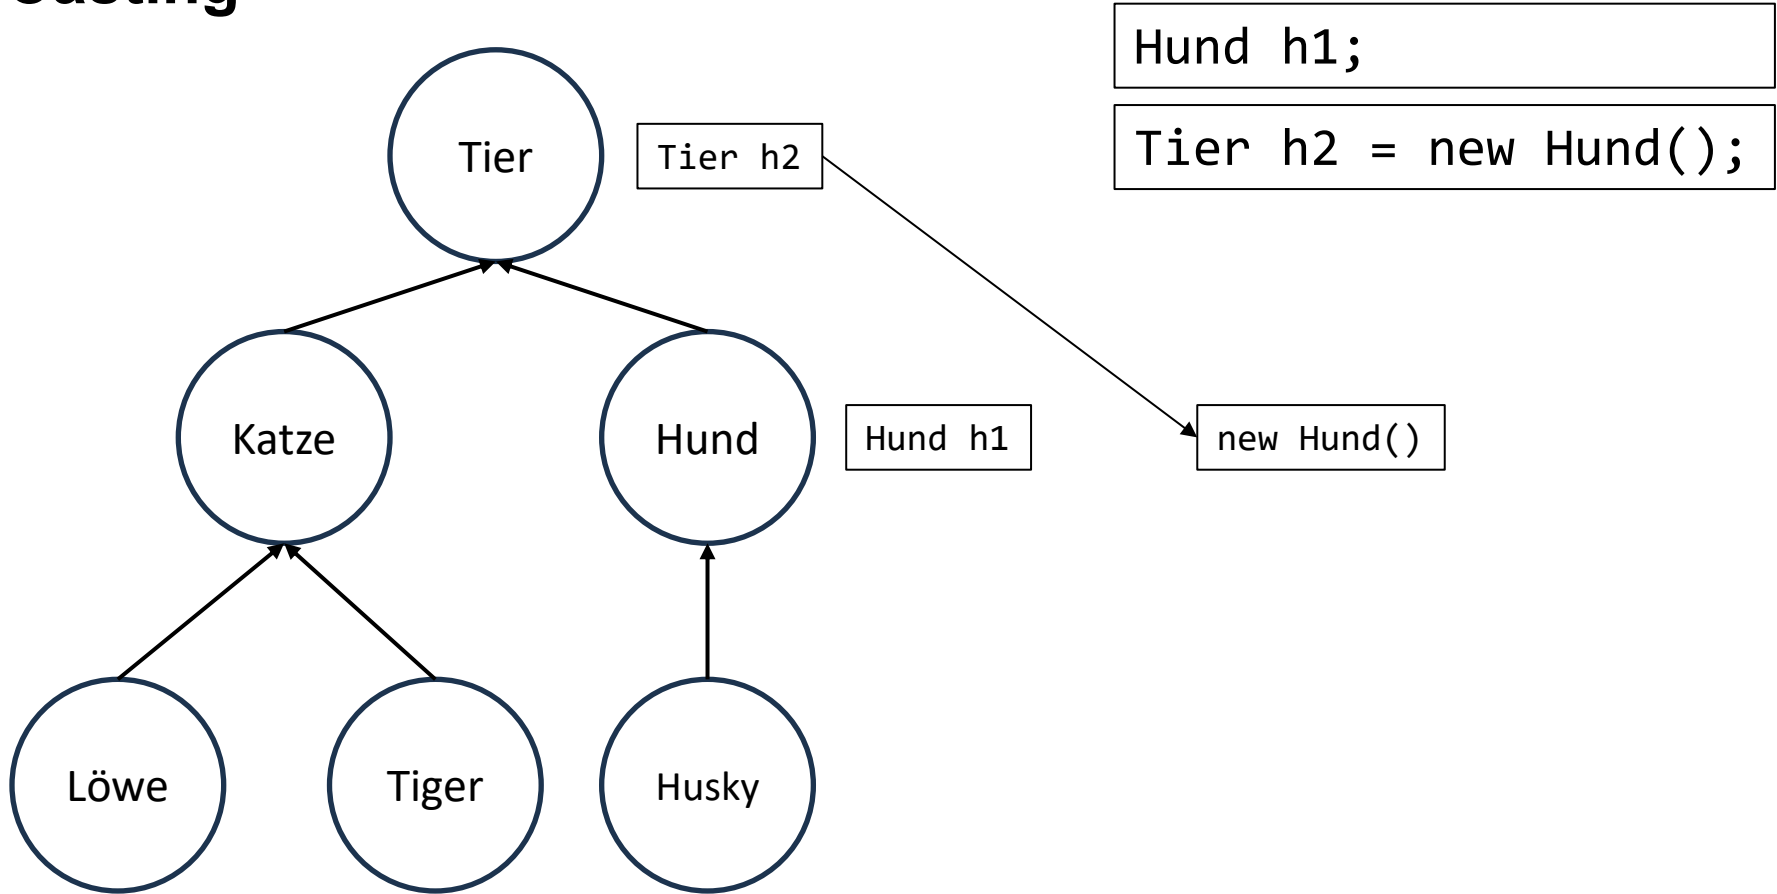 Hund h1;
Tier h2 = new Hund();
Tier
Tier h2
Katze
Hund
Hund h1
new Hund()
Löwe
Tiger
Husky